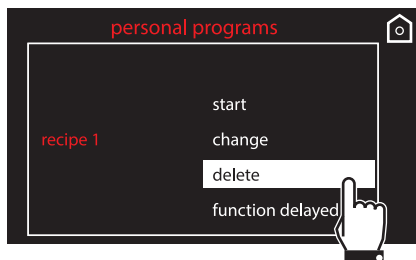 personal programs
start
recipe 1
change
delete
function delayed